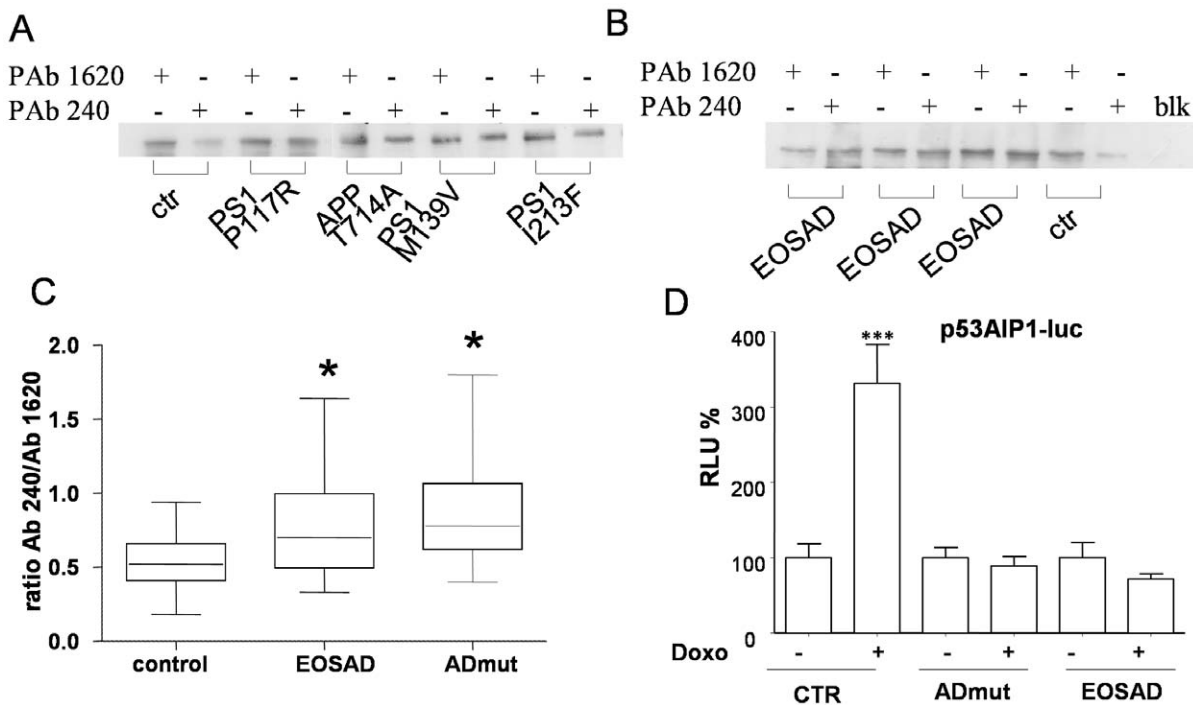 A
PAb 1620 + - + - + - + - + -
PAb 240 - + - + - + - + - +
ctr
PS1 P117R
APP T714A
PS1 M139V
PS1 I213F
B
PAb 1620 + - + - + - + -
PAb 240 - + - + - + - + blk
EOSAD
EOSAD
EOSAD
ctr
C
ratio Ab 240/Ab 1620
2.0
1.5
1.0
0.5
0.0
*
*
control EOSAD ADmut
D
p53AIP1-luc
RLU %
400
300
200
100
0
***
Doxo - + - + - +
CTR ADmut EOSAD